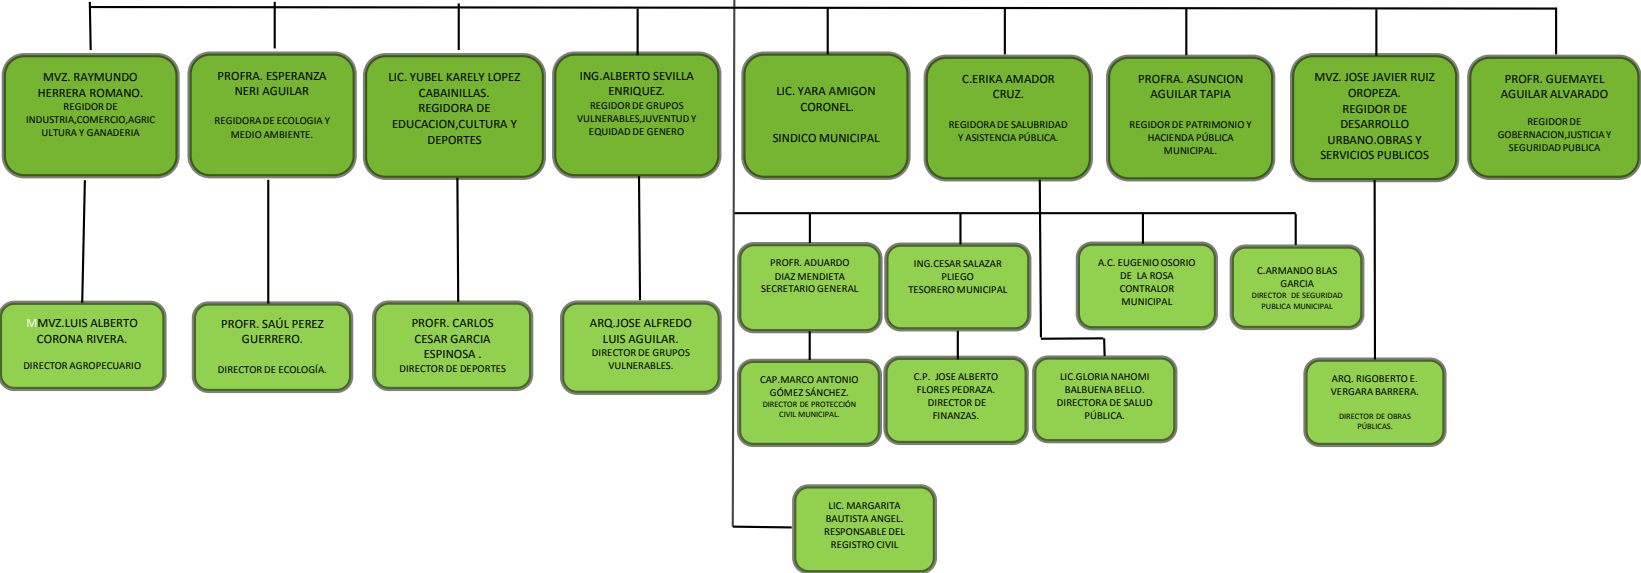 MVZ. RAYMUNDO
HERRERA ROMANO.
REGIDOR DE
INDUSTRIA,COMERCIO,AGRIC
ULTURA Y GANADERIA
PROFRA. ESPERANZA
NERI AGUILAR
REGIDORA DE ECOLOGIA Y
MEDIO AMBIENTE.
LIC. YUBEL KARELY LOPEZ
CABAINILLAS.
REGIDORA DE
EDUCACION,CULTURA Y
DEPORTES
ING.ALBERTO SEVILLA
ENRIQUEZ.
REGIDOR DE GRUPOS
VULNERABLES,JUVENTUD Y
EQUIDAD DE GENERO
LIC. YARA AMIGON
CORONEL.
SINDICO MUNICIPAL
C.ERIKA AMADOR
CRUZ.
REGIDORA DE SALUBRIDAD
Y ASISTENCIA PÚBLICA.
PROFRA. ASUNCION
AGUILAR TAPIA
REGIDOR DE PATRIMONIO Y
HACIENDA PÚBLICA
MUNICIPAL.
MVZ. JOSE JAVIER RUIZ
OROPEZA.
REGIDOR DE
DESARROLLO
URBANO.OBRAS Y
SERVICIOS PUBLICOS
PROFR. GUEMAYEL
AGUILAR ALVARADO
REGIDOR DE
GOBERNACION,JUSTICIA Y
SEGURIDAD PUBLICA
PROFR. ADUARDO
DIAZ MENDIETA
SECRETARIO GENERAL
ING.CESAR SALAZAR
PLIEGO
TESORERO MUNICIPAL
A.C. EUGENIO OSORIO
DE LA ROSA
CONTRALOR
MUNICIPAL
C.ARMANDO BLAS
GARCIA
DIRECTOR DE SEGURIDAD
PUBLICA MUNICIPAL
MMVZ.LUIS ALBERTO
CORONA RIVERA.
DIRECTOR AGROPECUARIO
PROFR. SAÚL PEREZ
GUERRERO.
DIRECTOR DE ECOLOGÍA.
PROFR. CARLOS
CESAR GARCIA
ESPINOSA .
DIRECTOR DE DEPORTES
ARQ.JOSE ALFREDO
LUIS AGUILAR.
DIRECTOR DE GRUPOS
VULNERABLES.
CAP.MARCO ANTONIO
GÓMEZ SÁNCHEZ.
DIRECTOR DE PROTECCIÓN
CIVIL MUNICIPAL.
C.P. JOSE ALBERTO
FLORES PEDRAZA.
DIRECTOR DE
FINANZAS.
LIC.GLORIA NAHOMI
BALBUENA BELLO.
DIRECTORA DE SALUD
PÚBLICA.
ARQ. RIGOBERTO E.
VERGARA BARRERA.
DIRECTOR DE OBRAS
PÚBLICAS.
LIC. MARGARITA
BAUTISTA ANGEL.
RESPONSABLE DEL
REGISTRO CIVIL